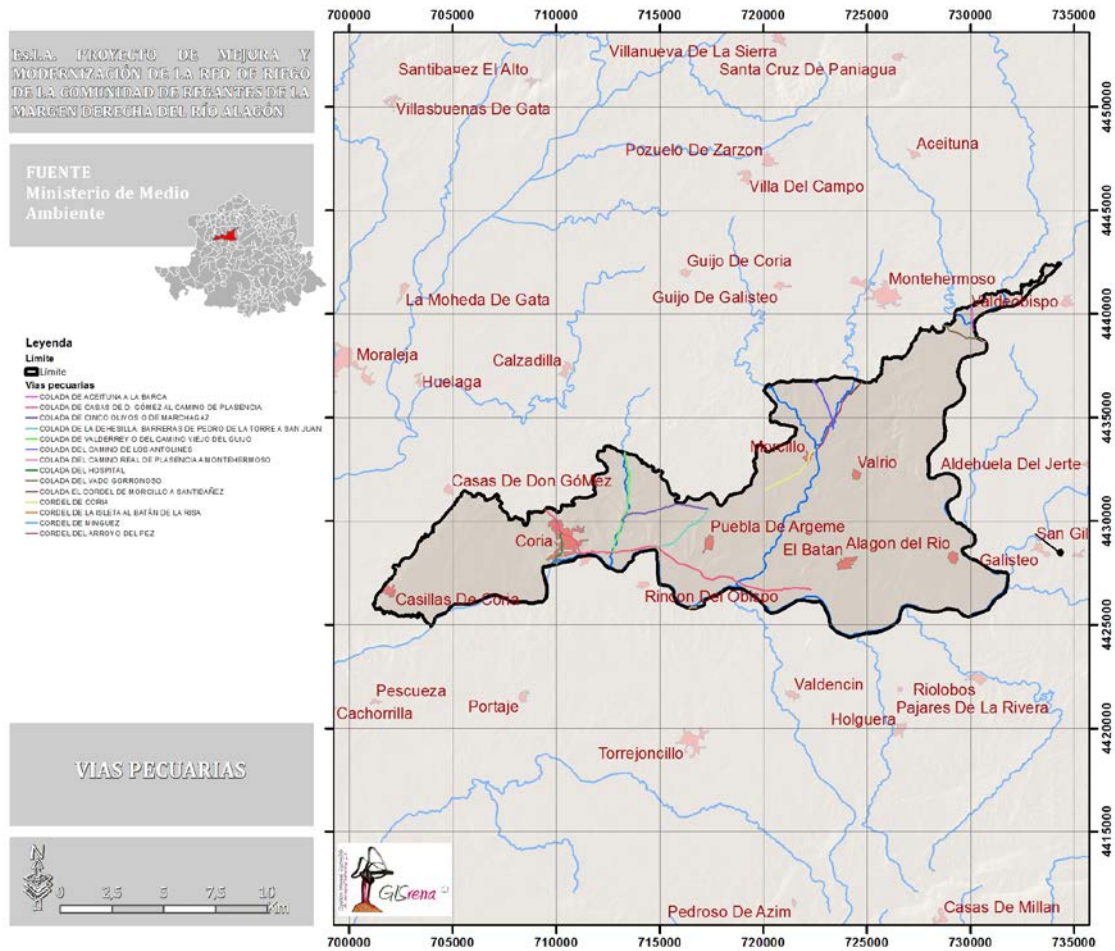 Es.I.A. PROYECTO DE MEJORA Y
MODERNIZACIÓN DE LA RED DE RIEGO
DE LA COMUNIDAD DE REGANTES DE LA
MARGEN DERECHA DEL RÍO ALAGÓN
FUENTE
Ministerio de Medio
Ambiente
Leyenda
Límite
Límite
Vias pecuarias
COLADA DE ACEITUNA A LA BARCA
COLADA DE CASAS DE D. GÓMEZ AL CAMINO DE PLASENCIA
COLADA DE CINCO OLIVOS O DE MARCHAGAZ
COLADA DE LA DEHESILLA, BARRERAS DE PEDRO DE LA TORRE A SAN JUAN
COLADA DE VALDERREY O DEL CAMINO VIEJO DEL GUIJO
COLADA DEL CAMINO DE LOS ANTOLINES
COLADA DEL CAMINO REAL DE PLASENCIA A MONTEHERMOSO
COLADA DEL HOSPITAL
COLADA DEL VADO GORRONOSO
COLADA EL CORDEL DE MORCILLO A SANTIBAÑEZ
CORDEL DE CORIA
CORDEL DE LA ISLETA AL BATÁN DE LA RISA
CORDEL DE MINGUEZ
CORDEL DEL ARROYO DEL PEZ
VIAS PECUARIAS
N
0 2,5 5 7,5 10
Km
700000 705000 710000 715000 720000 725000 730000 735000
Villanueva De La Sierra
Santibañez El Alto
Santa Cruz De Paniagua
4450000
Villasbuenas De Gata
Pozuelo De Zarzon
Aceituna
Villa Del Campo
4445000
Guijo De Coria
Montehermoso
La Moheda De Gata
Guijo De Galisteo
Valdeobispo
4440000
Moraleja
Calzadilla
Huelaga
4435000
Morcillo
Valrio
Aldehuela Del Jerte
Casas De Don GóMez
4430000
Puebla De Argeme
San Gil
Coria
El Batan
Alagon del Rio
Galisteo
Casillas De Coria
Rincon Del Obispo
4425000
Pescueza
Valdencin
Riolobos
Cachorrilla
Portaje
Pajares De La Rivera
Holguera
4420000
Torrejoncillo
4415000
GISrena
Pedroso De Azim
Casas De Millan
700000 705000 710000 715000 720000 725000 730000 735000